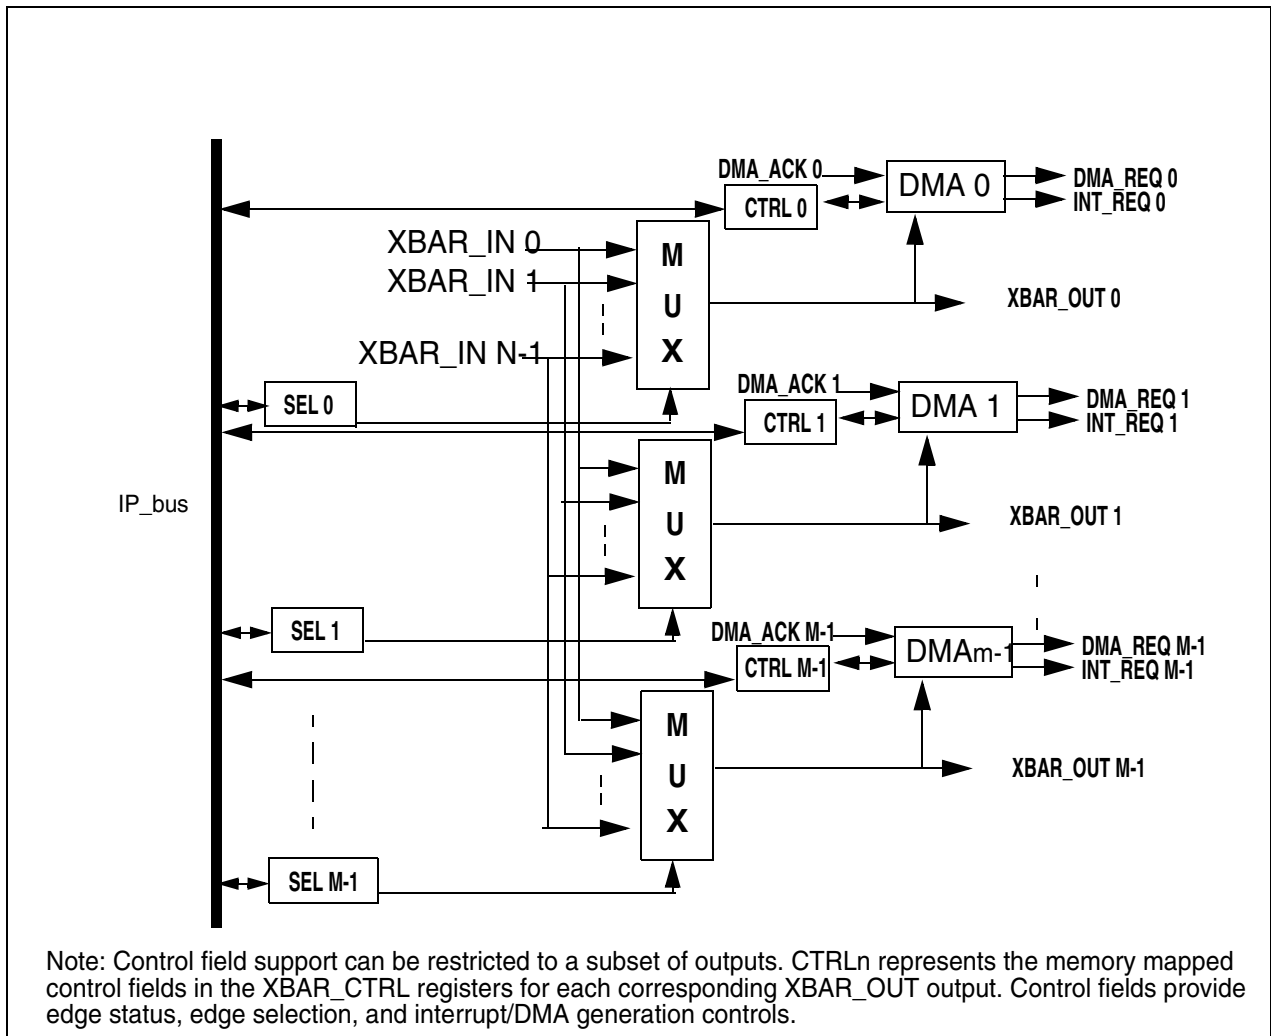 DMA_ACK 0
DMA 0
DMA_REQ 0
CTRL 0
INT_REQ 0
XBAR_IN 0
XBAR_IN 1
M
U
X
XBAR_OUT 0
XBAR_IN N-1
SEL 0
DMA_ACK 1
DMA 1
DMA_REQ 1
CTRL 1
INT_REQ 1
IP_bus
M
U
X
XBAR_OUT 1
SEL 1
DMA_ACK M-1
DMAm-1
DMA_REQ M-1
CTRL M-1
INT_REQ M-1
M
U
X
XBAR_OUT M-1
SEL M-1
Note: Control field support can be restricted to a subset of outputs. CTRLn represents the memory mapped
control fields in the XBAR_CTRL registers for each corresponding XBAR_OUT output. Control fields provide
edge status, edge selection, and interrupt/DMA generation controls.